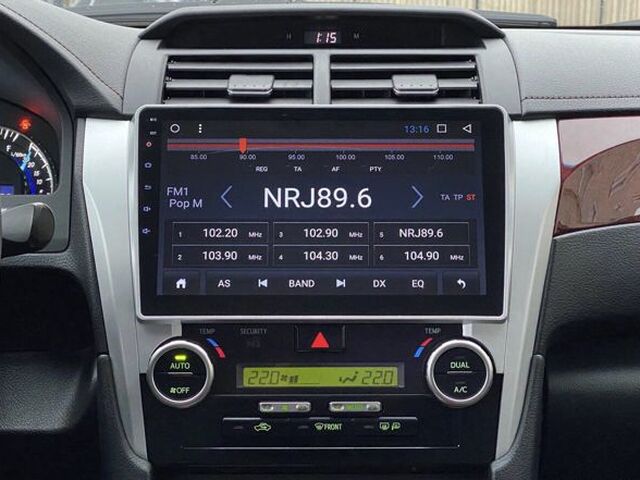 H 1:15 M
MIC
RST
13:16
85.00 90.00 95.00 100.00 105.00 110.00
REG TA AF PTY
FM1
Pop M
NRJ89.6
TA TP ST
1 102.20 MHz 3 102.90 MHz 5 NRJ89.6
2 103.90 MHz 4 104.30 MHz 6 104.90 MHz
AS BAND DX EQ
TEMP SECURITY TEMP
AUTO
OFF
22.0 22.0
DUAL
A/C
FRONT
F